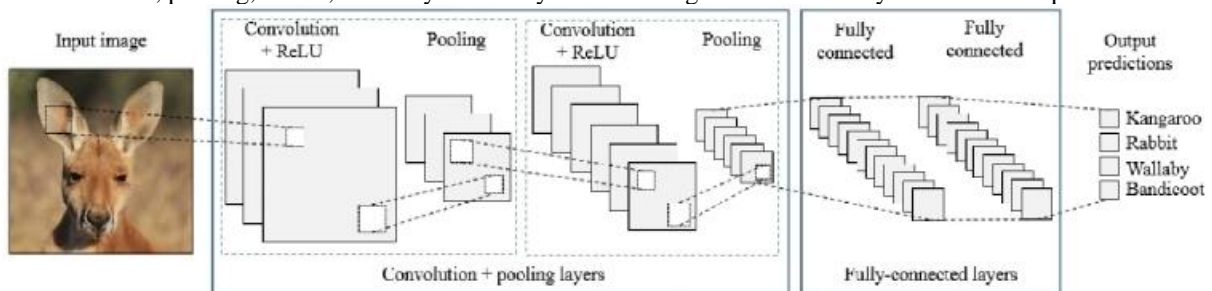 Input image
Convolution
+ ReLU
Pooling
Convolution
+ ReLU
Pooling
Fully
connected
Fully
connected
Output
predictions
Kangaroo
Rabbit
Wallaby
Bandicoot
Convolution + pooling layers
Fully-connected layers